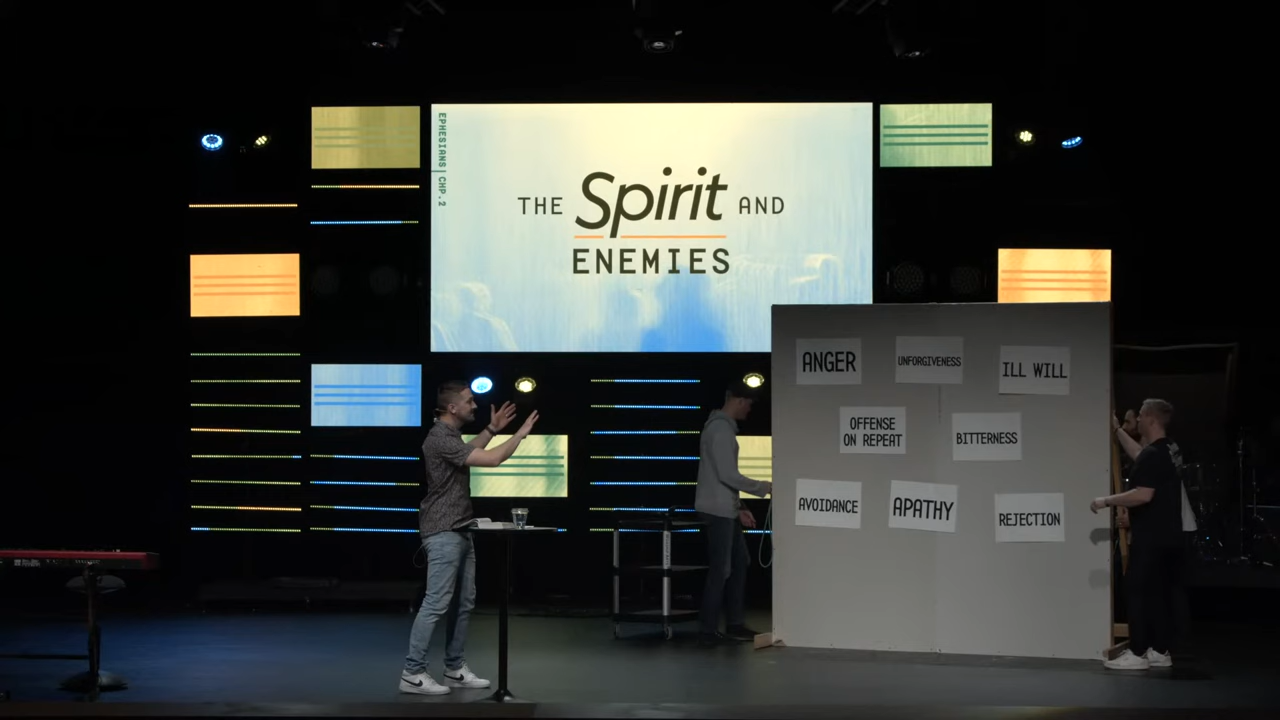 EPHESIANS | CHP.2
THE Spirit AND
ENEMIES
ANGER
UNFORGIVENESS
ILL WILL
OFFENSE
ON REPEAT
BITTERNESS
AVOIDANCE
APATHY
REJECTION